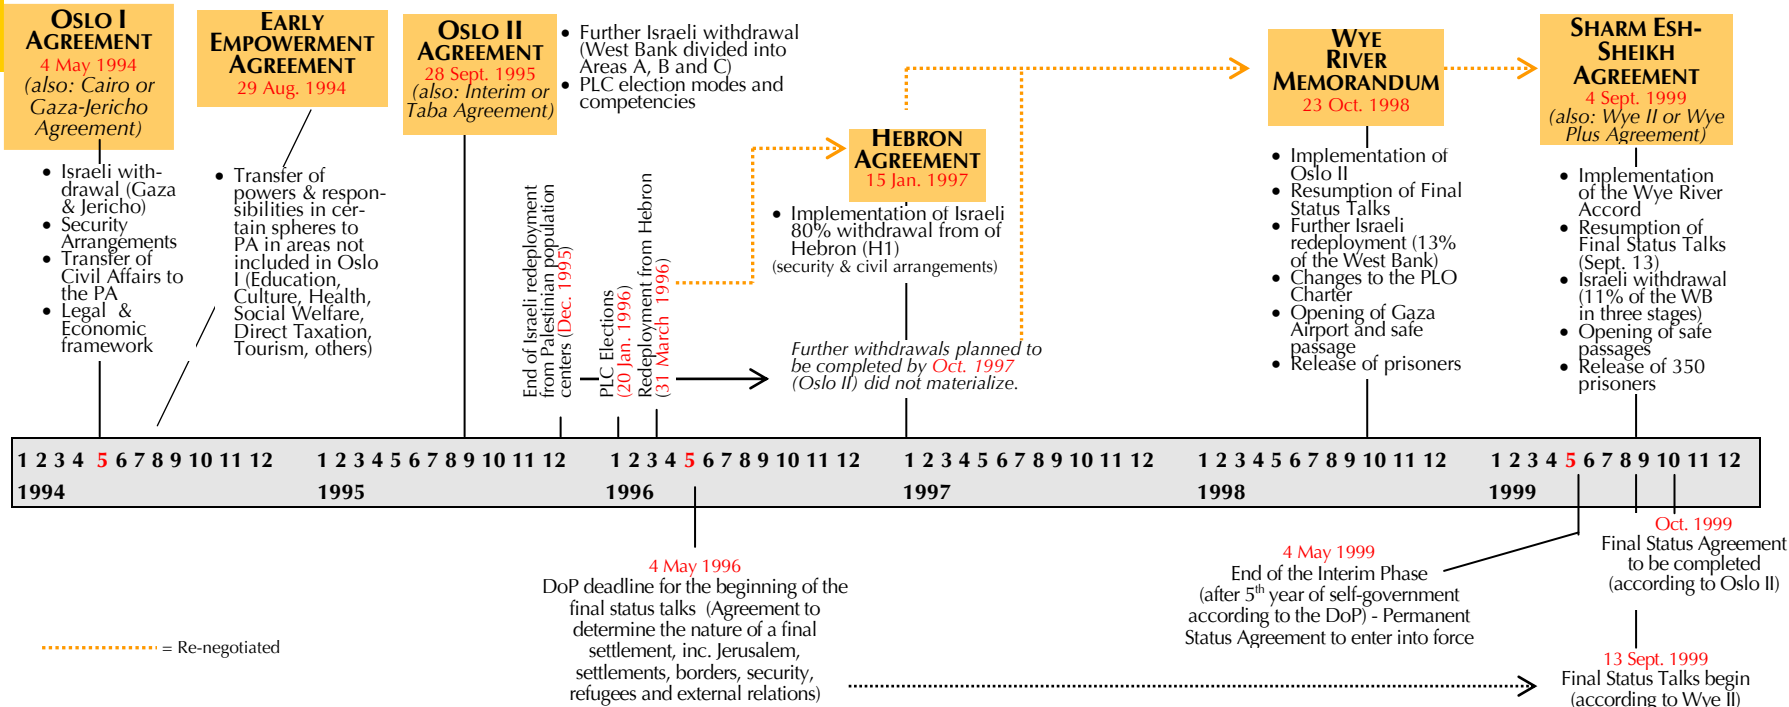 OSLO I
AGREEMENT
4 May 1994
(also: Cairo or
Gaza-Jericho
Agreement)
• Israeli with-
drawal (Gaza
& Jericho)
• Security
Arrangements
• Transfer of
Civil Affairs to
the PA
• Legal &
Economic
framework
EARLY
EMPOWERMENT
AGREEMENT
29 Aug. 1994
• Transfer of
powers & respon-
sibilities in cer-
tain spheres to
PA in areas not
included in Oslo
I (Education,
Culture, Health,
Social Welfare,
Direct Taxation,
Tourism, others)
OSLO II
AGREEMENT
28 Sept. 1995
(also: Interim or
Taba Agreement)
• Further Israeli withdrawal
(West Bank divided into
Areas A, B and C)
• PLC election modes and
competencies
End of Israeli redeployment
from Palestinian population
centers (Dec. 1995)
PLC Elections
(20 Jan. 1996)
Redeployment from Hebron
(31 March 1996)
HEBRON
AGREEMENT
15 Jan. 1997
• Implementation of Israeli
80% withdrawal from of
Hebron (H1)
(security & civil arrangements)
Further withdrawals planned to
be completed by Oct. 1997
(Oslo II) did not materialize.
WYE
RIVER
MEMORANDUM
23 Oct. 1998
• Implementation of
Oslo II
• Resumption of Final
Status Talks
• Further Israeli
redeployment (13%
of the West Bank)
• Changes to the PLO
Charter
• Opening of Gaza
Airport and safe
passage
• Release of prisoners
SHARM ESH-
SHEIKH
AGREEMENT
4 Sept. 1999
(also: Wye II or Wye
Plus Agreement)
• Implementation
of the Wye River
Accord
• Resumption of
Final Status Talks
(Sept. 13)
• Israeli withdrawal
(11% of the WB
in three stages)
• Opening of safe
passages
• Release of 350
prisoners
1 2 3 4 5 6 7 8 9 10 11 12 1 2 3 4 5 6 7 8 9 10 11 12 1 2 3 4 5 6 7 8 9 10 11 12 1 2 3 4 5 6 7 8 9 10 11 12 1 2 3 4 5 6 7 8 9 10 11 12 1 2 3 4 5 6 7 8 9 10 11 12
1994 1995 1996 1997 1998 1999
= Re-negotiated
4 May 1996
DoP deadline for the beginning of the
final status talks (Agreement to
determine the nature of a final
settlement, inc. Jerusalem,
settlements, borders, security,
refugees and external relations)
4 May 1999
End of the Interim Phase
(after 5th year of self-government
according to the DoP) - Permanent
Status Agreement to enter into force
Oct. 1999
Final Status Agreement
to be completed
(according to Oslo II)
13 Sept. 1999
Final Status Talks begin
(according to Wye II)